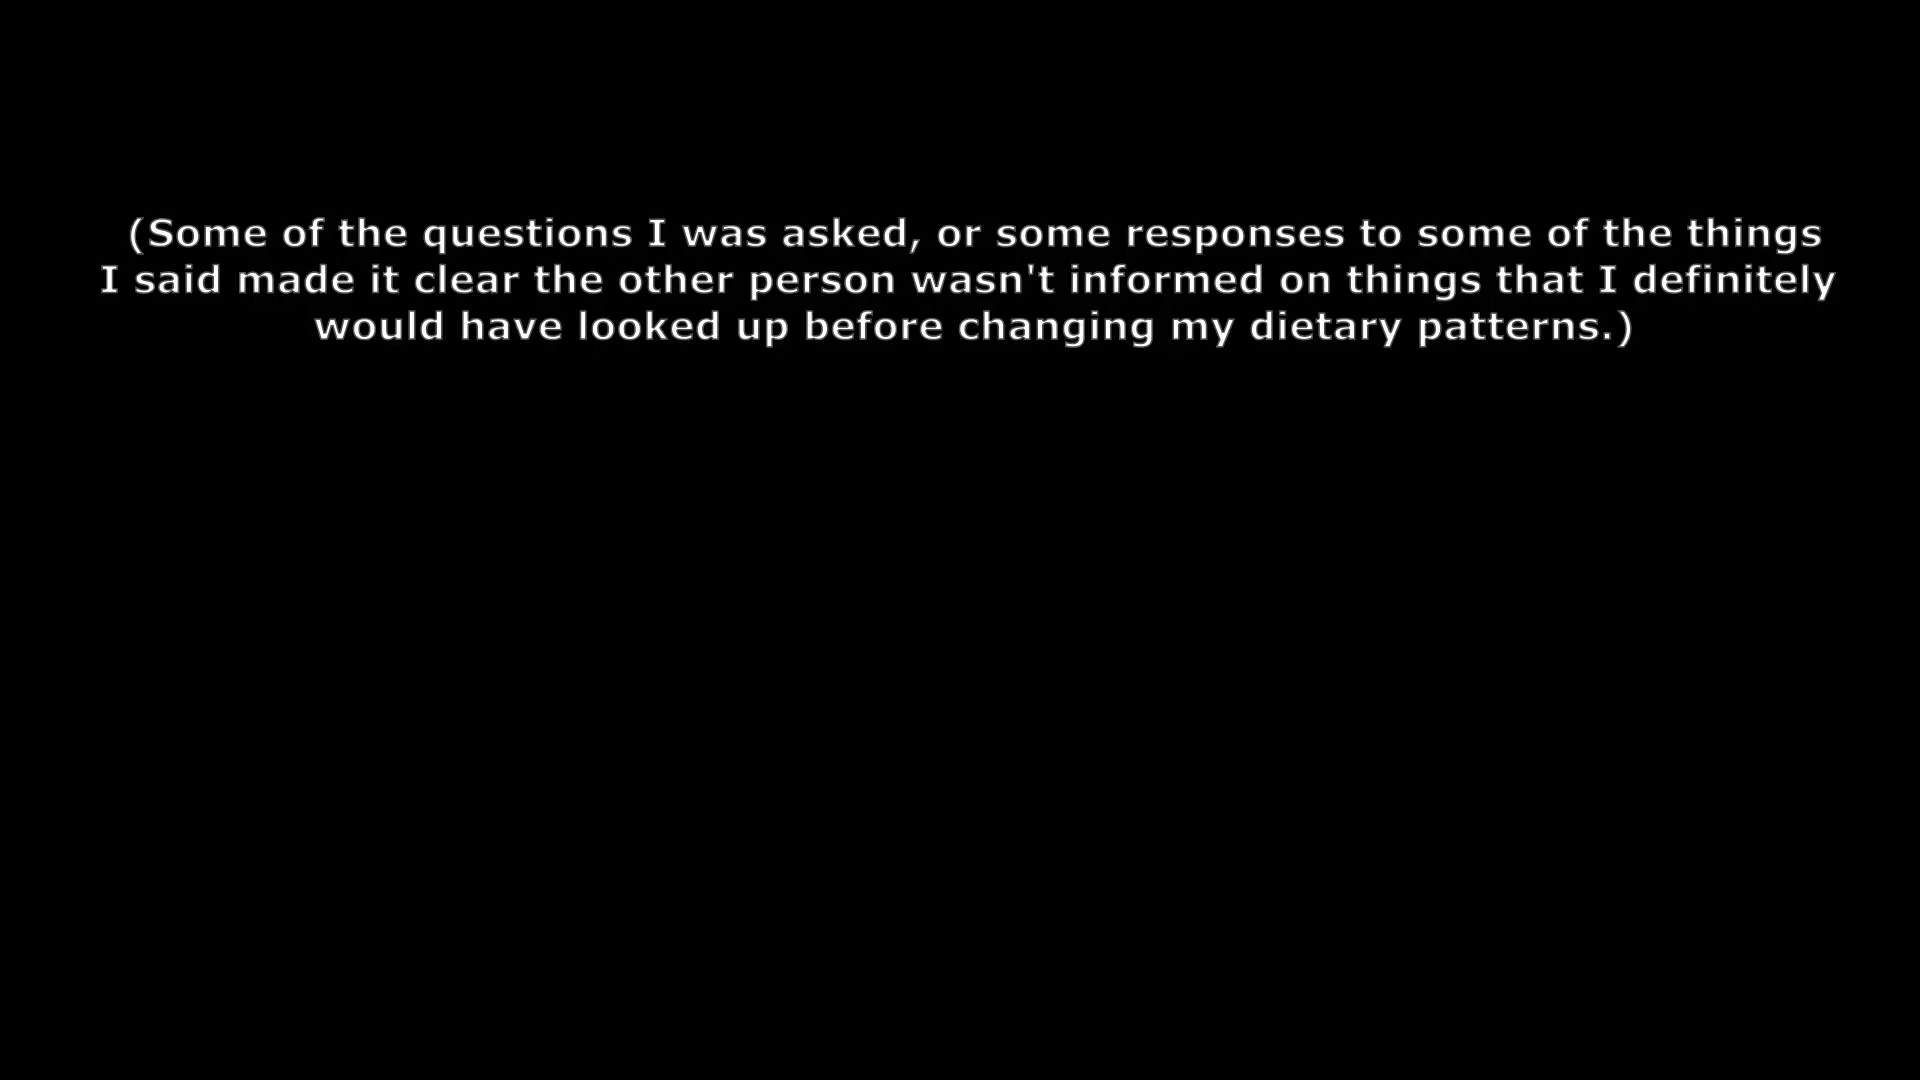 (Some of the questions I was asked, or some responses to some of the things
I said made it clear the other person wasn't informed on things that I definitely
would have looked up before changing my dietary patterns.)